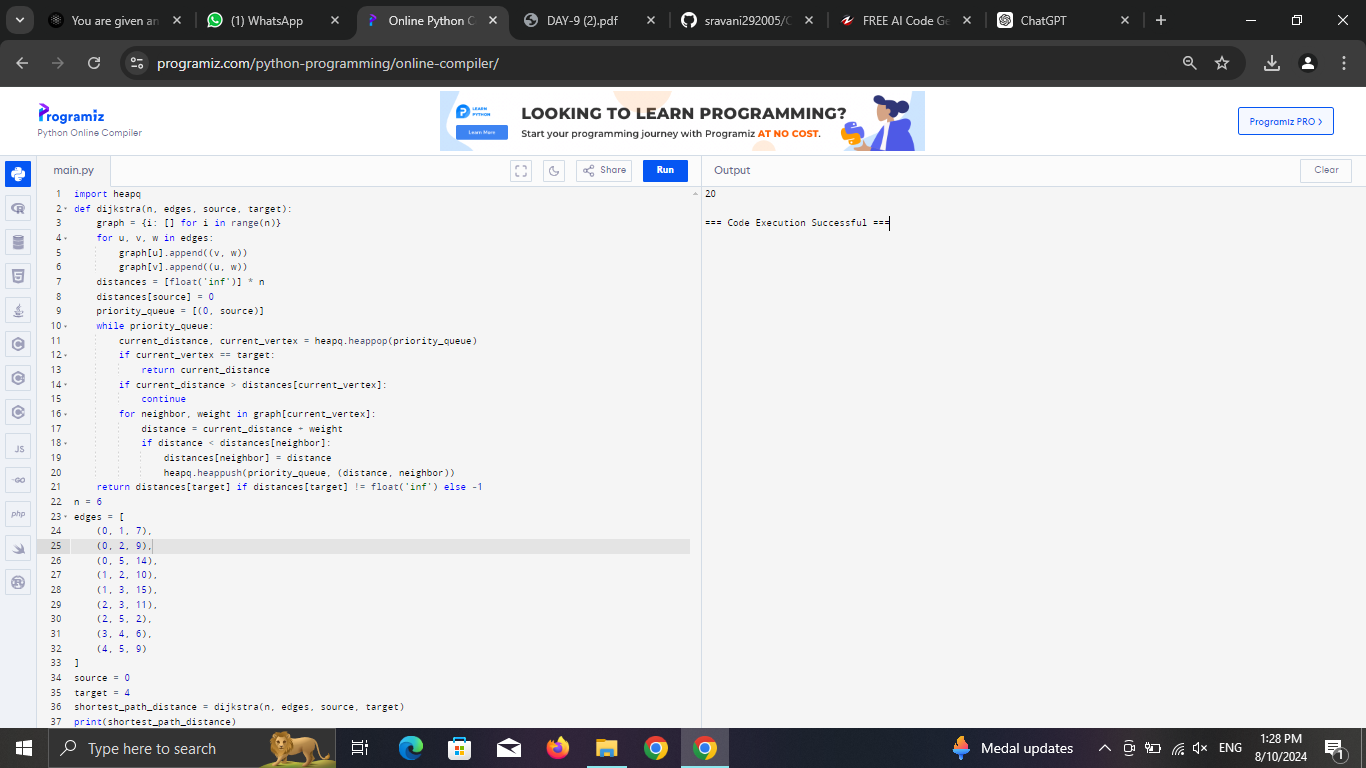 You are given an
(1) WhatsApp
Online Python C
DAY-9 (2).pdf
sravani292005/C
FREE AI Code Ge
ChatGPT
programiz.com/python-programming/online-compiler/
Programiz
Python Online Compiler
LEARN PYTHON
Learn More
LOOKING TO LEARN PROGRAMMING?
Start your programming journey with Programiz AT NO COST.
Programiz PRO >
main.py
Share
Run
Output
Clear
1 import heapq
2 def dijkstra(n, edges, source, target):
3     graph = {i: [] for i in range(n)}
4     for u, v, w in edges:
5         graph[u].append((v, w))
6         graph[v].append((u, w))
7     distances = [float('inf')] * n
8     distances[source] = 0
9     priority_queue = [(0, source)]
10     while priority_queue:
11         current_distance, current_vertex = heapq.heappop(priority_queue)
12         if current_vertex == target:
13             return current_distance
14         if current_distance > distances[current_vertex]:
15             continue
16         for neighbor, weight in graph[current_vertex]:
17             distance = current_distance + weight
18             if distance < distances[neighbor]:
19                 distances[neighbor] = distance
20                 heapq.heappush(priority_queue, (distance, neighbor))
21     return distances[target] if distances[target] != float('inf') else -1
22 n = 6
23 edges = [
24     (0, 1, 7),
25     (0, 2, 9),
26     (0, 5, 14),
27     (1, 2, 10),
28     (1, 3, 15),
29     (2, 3, 11),
30     (2, 5, 2),
31     (3, 4, 6),
32     (4, 5, 9)
33 ]
34 source = 0
35 target = 4
36 shortest_path_distance = dijkstra(n, edges, source, target)
37 print(shortest_path_distance)
20
=== Code Execution Successful ===
JS
GO
php
Type here to search
Medal updates
ENG
1:28 PM
8/10/2024
1